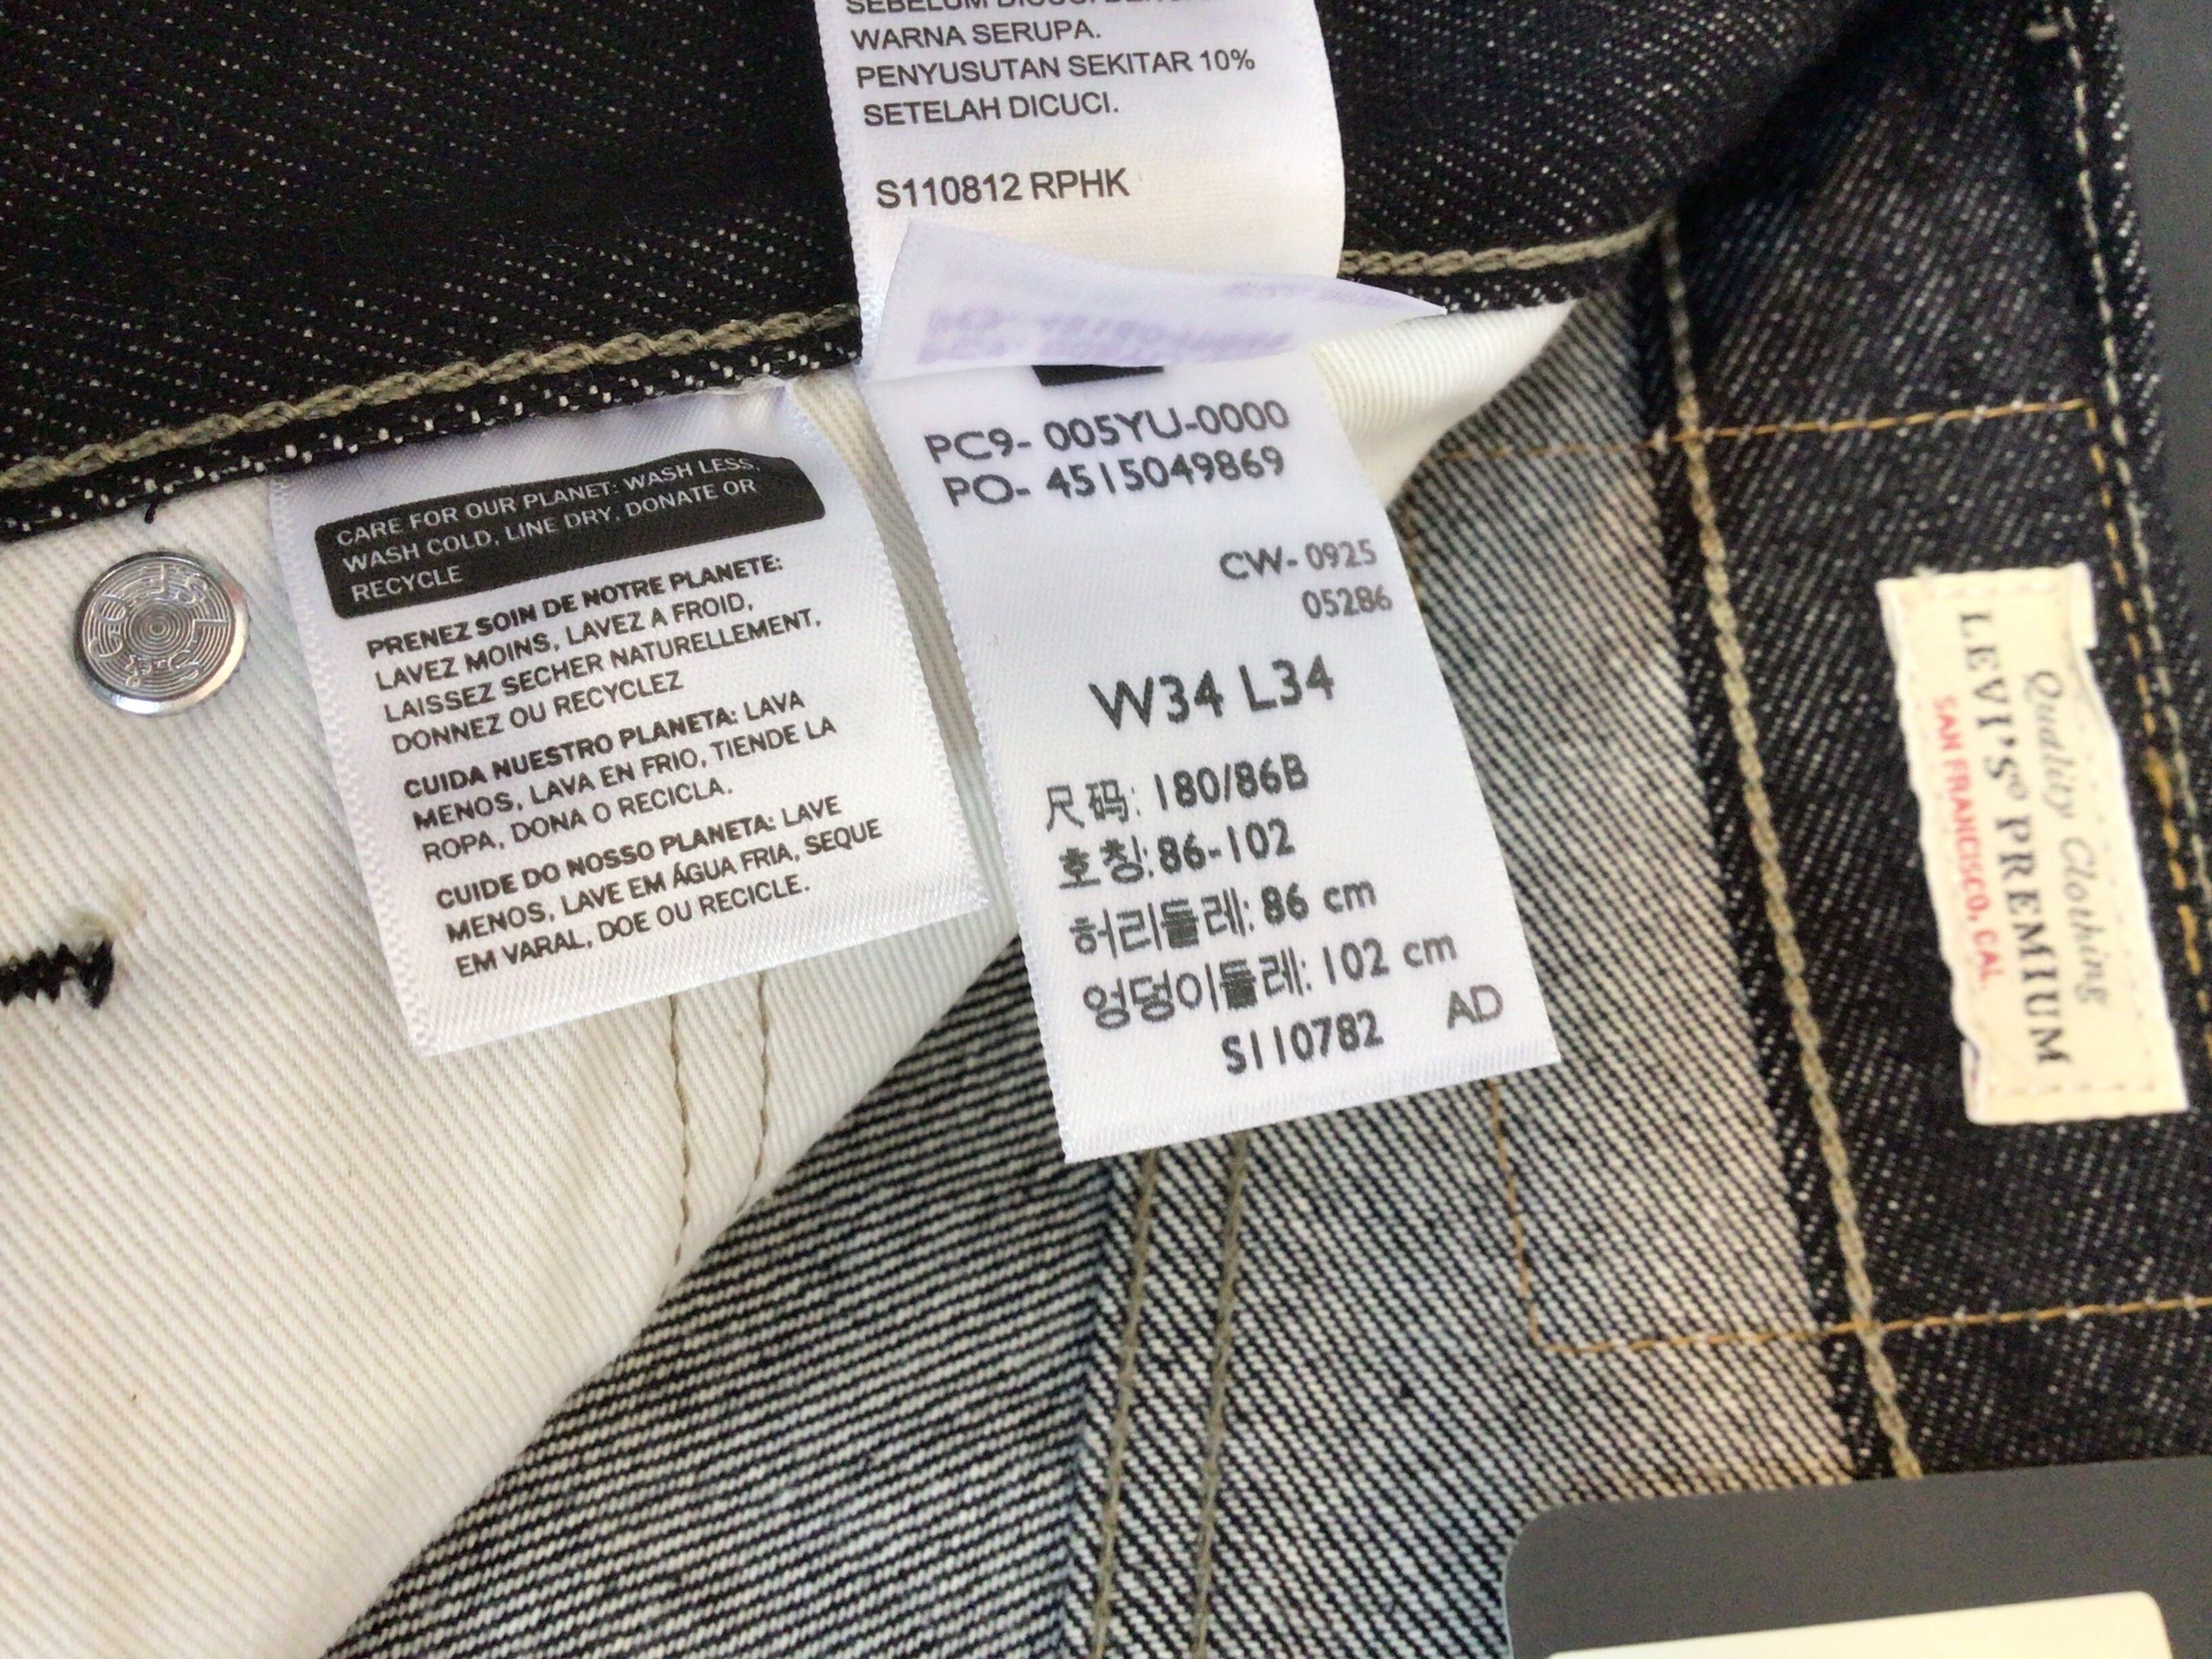 WARNA SERUPA.
PENYUSUTAN SEKITAR 10%
SETELAH DICUCI.
S110812 RPHK
CARE FOR OUR PLANET: WASH LESS,
WASH COLD, LINE DRY, DONATE OR
RECYCLE
PRENEZ SOIN DE NOTRE PLANETE:
LAVEZ MOINS, LAVEZ A FROID,
LAISSEZ SECHER NATURELLEMENT,
DONNEZ OU RECYCLEZ
CUIDA NUESTRO PLANETA: LAVA
MENOS, LAVA EN FRIO, TIENDE LA
ROPA, DONA O RECICLA.
CUIDE DO NOSSO PLANETA: LAVE
MENOS, LAVE EM ÁGUA FRIA, SEQUE
EM VARAL, DOE OU RECICLE.
PC9- 005YU-0000
PO- 4515049869
CW- 0925
05286
W34 L34
尺码: 180/86B
호칭:86-102
허리둘레: 86 cm
엉덩이둘레: 102 cm
S110782 AD
Quality Clothing
LEVI'S® PREMIUM
SAN FRANCISCO, CAL